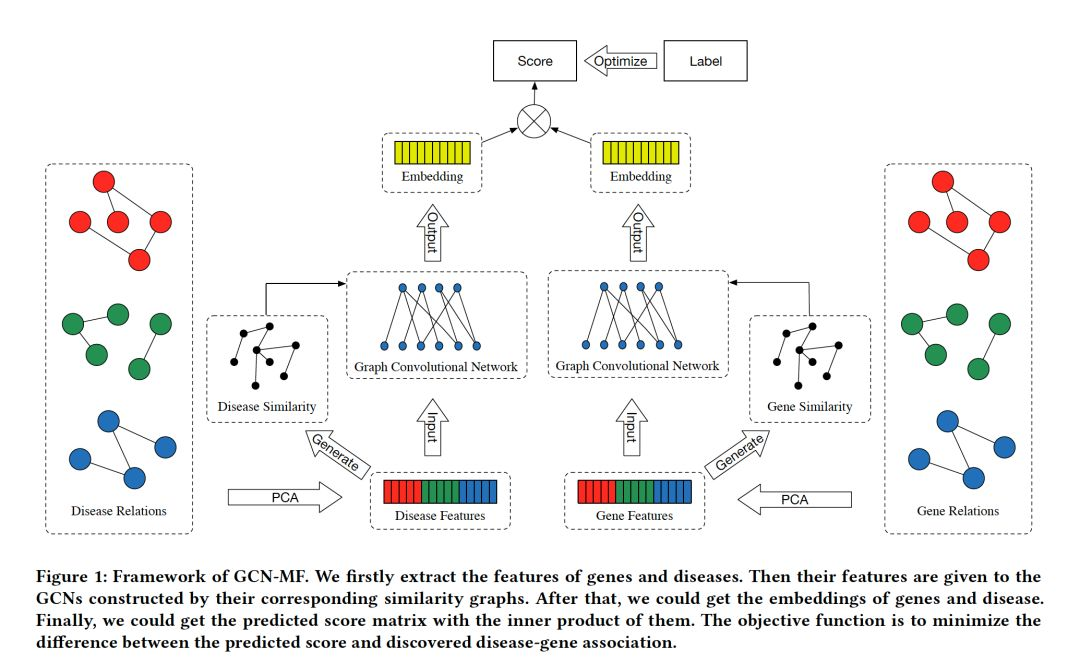 Score
Optimize
Label
Embedding
Embedding
Output
Output
Graph Convolutional Network
Graph Convolutional Network
Disease Similarity
Gene Similarity
Generate
Input
Input
Generate
PCA
PCA
Disease Relations
Disease Features
Gene Features
Gene Relations
Figure 1: Framework of GCN-MF. We firstly extract the features of genes and diseases. Then their features are given to the
GCNs constructed by their corresponding similarity graphs. After that, we could get the embeddings of genes and disease.
Finally, we could get the predicted score matrix with the inner product of them. The objective function is to minimize the
difference between the predicted score and discovered disease-gene association.